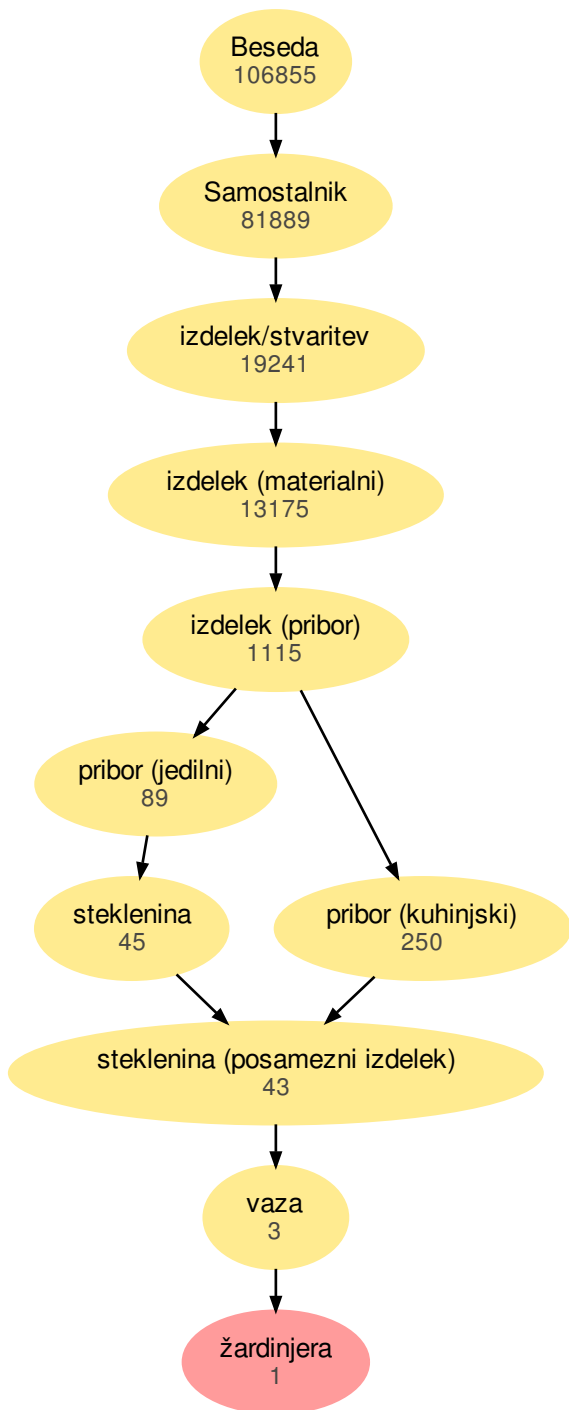 Beseda
106855
Samostalnik
81889
izdelek/stvaritev
19241
izdelek (materialni)
13175
izdelek (pribor)
1115
pribor (jedilni)
89
steklenina
45
pribor (kuhinjski)
250
steklenina (posamezni izdelek)
43
vaza
3
žardinjera
1